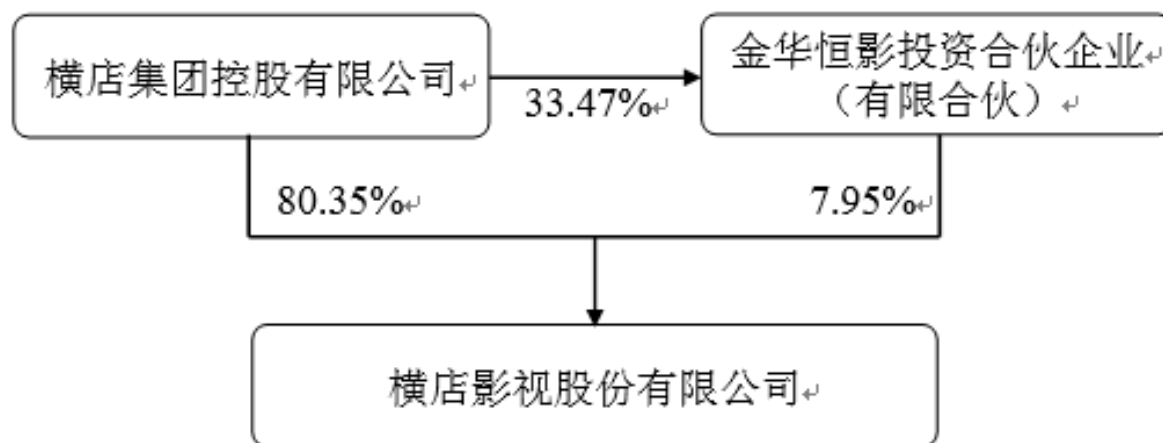 横店集团控股有限公司
金华恒影投资合伙企业
（有限合伙）
33.47%
80.35%
7.95%
横店影视股份有限公司